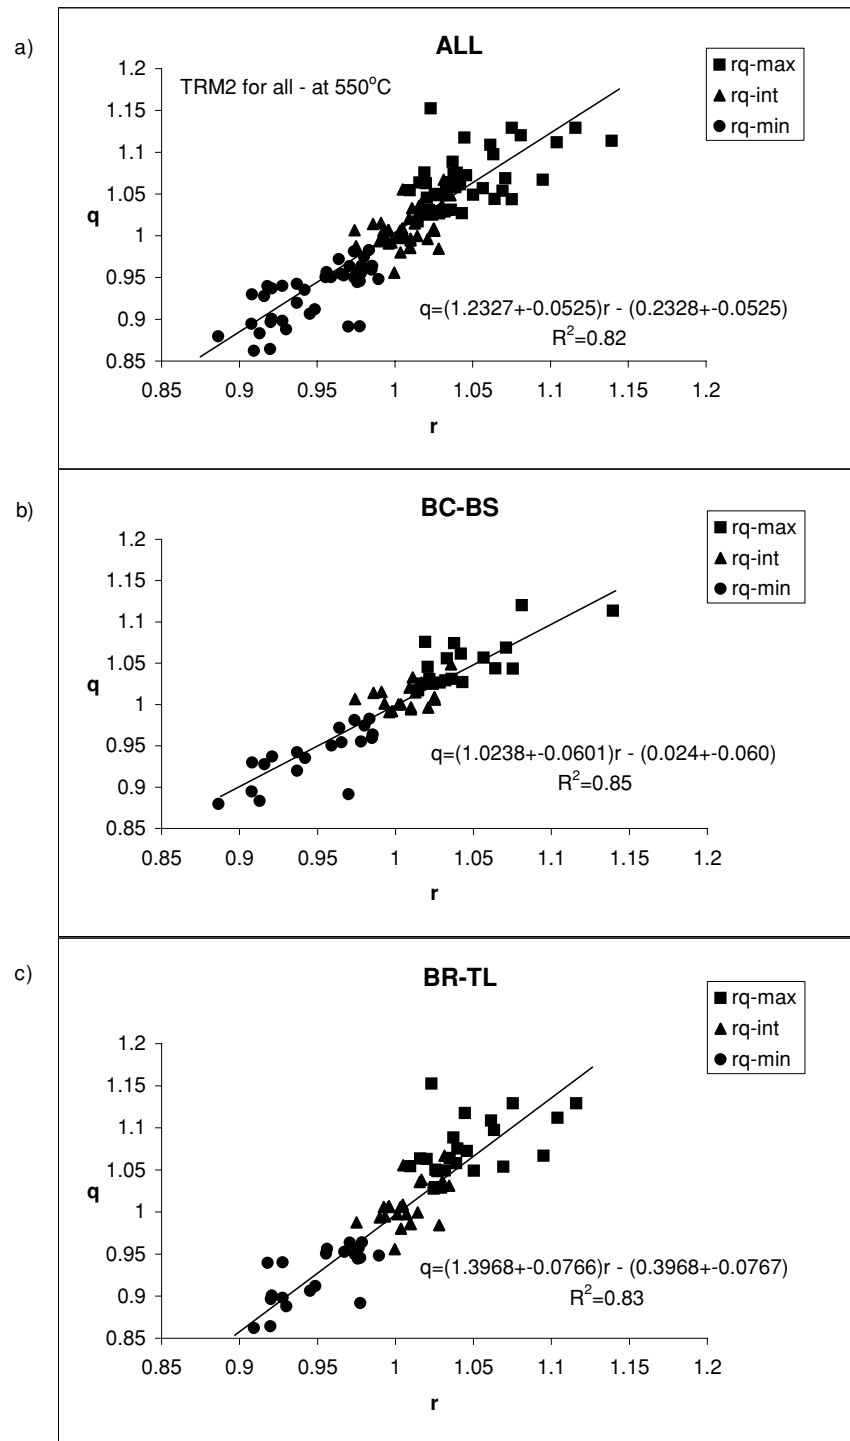 a)
ALL
TRM2 for all - at 550°C
rq-max
rq-int
rq-min
1.2
1.15
1.1
1.05
1
0.95
0.9
0.85
q
q=(1.2327+-0.0525)r - (0.2328+-0.0525)
R²=0.82
0.85 0.9 0.95 1 1.05 1.1 1.15 1.2
r
b)
BC-BS
rq-max
rq-int
rq-min
1.2
1.15
1.1
1.05
1
0.95
0.9
0.85
q
q=(1.0238+-0.0601)r - (0.024+-0.060)
R²=0.85
0.85 0.9 0.95 1 1.05 1.1 1.15 1.2
r
c)
BR-TL
rq-max
rq-int
rq-min
1.2
1.15
1.1
1.05
1
0.95
0.9
0.85
q
q=(1.3968+-0.0766)r - (0.3968+-0.0767)
R²=0.83
0.85 0.9 0.95 1 1.05 1.1 1.15 1.2
r